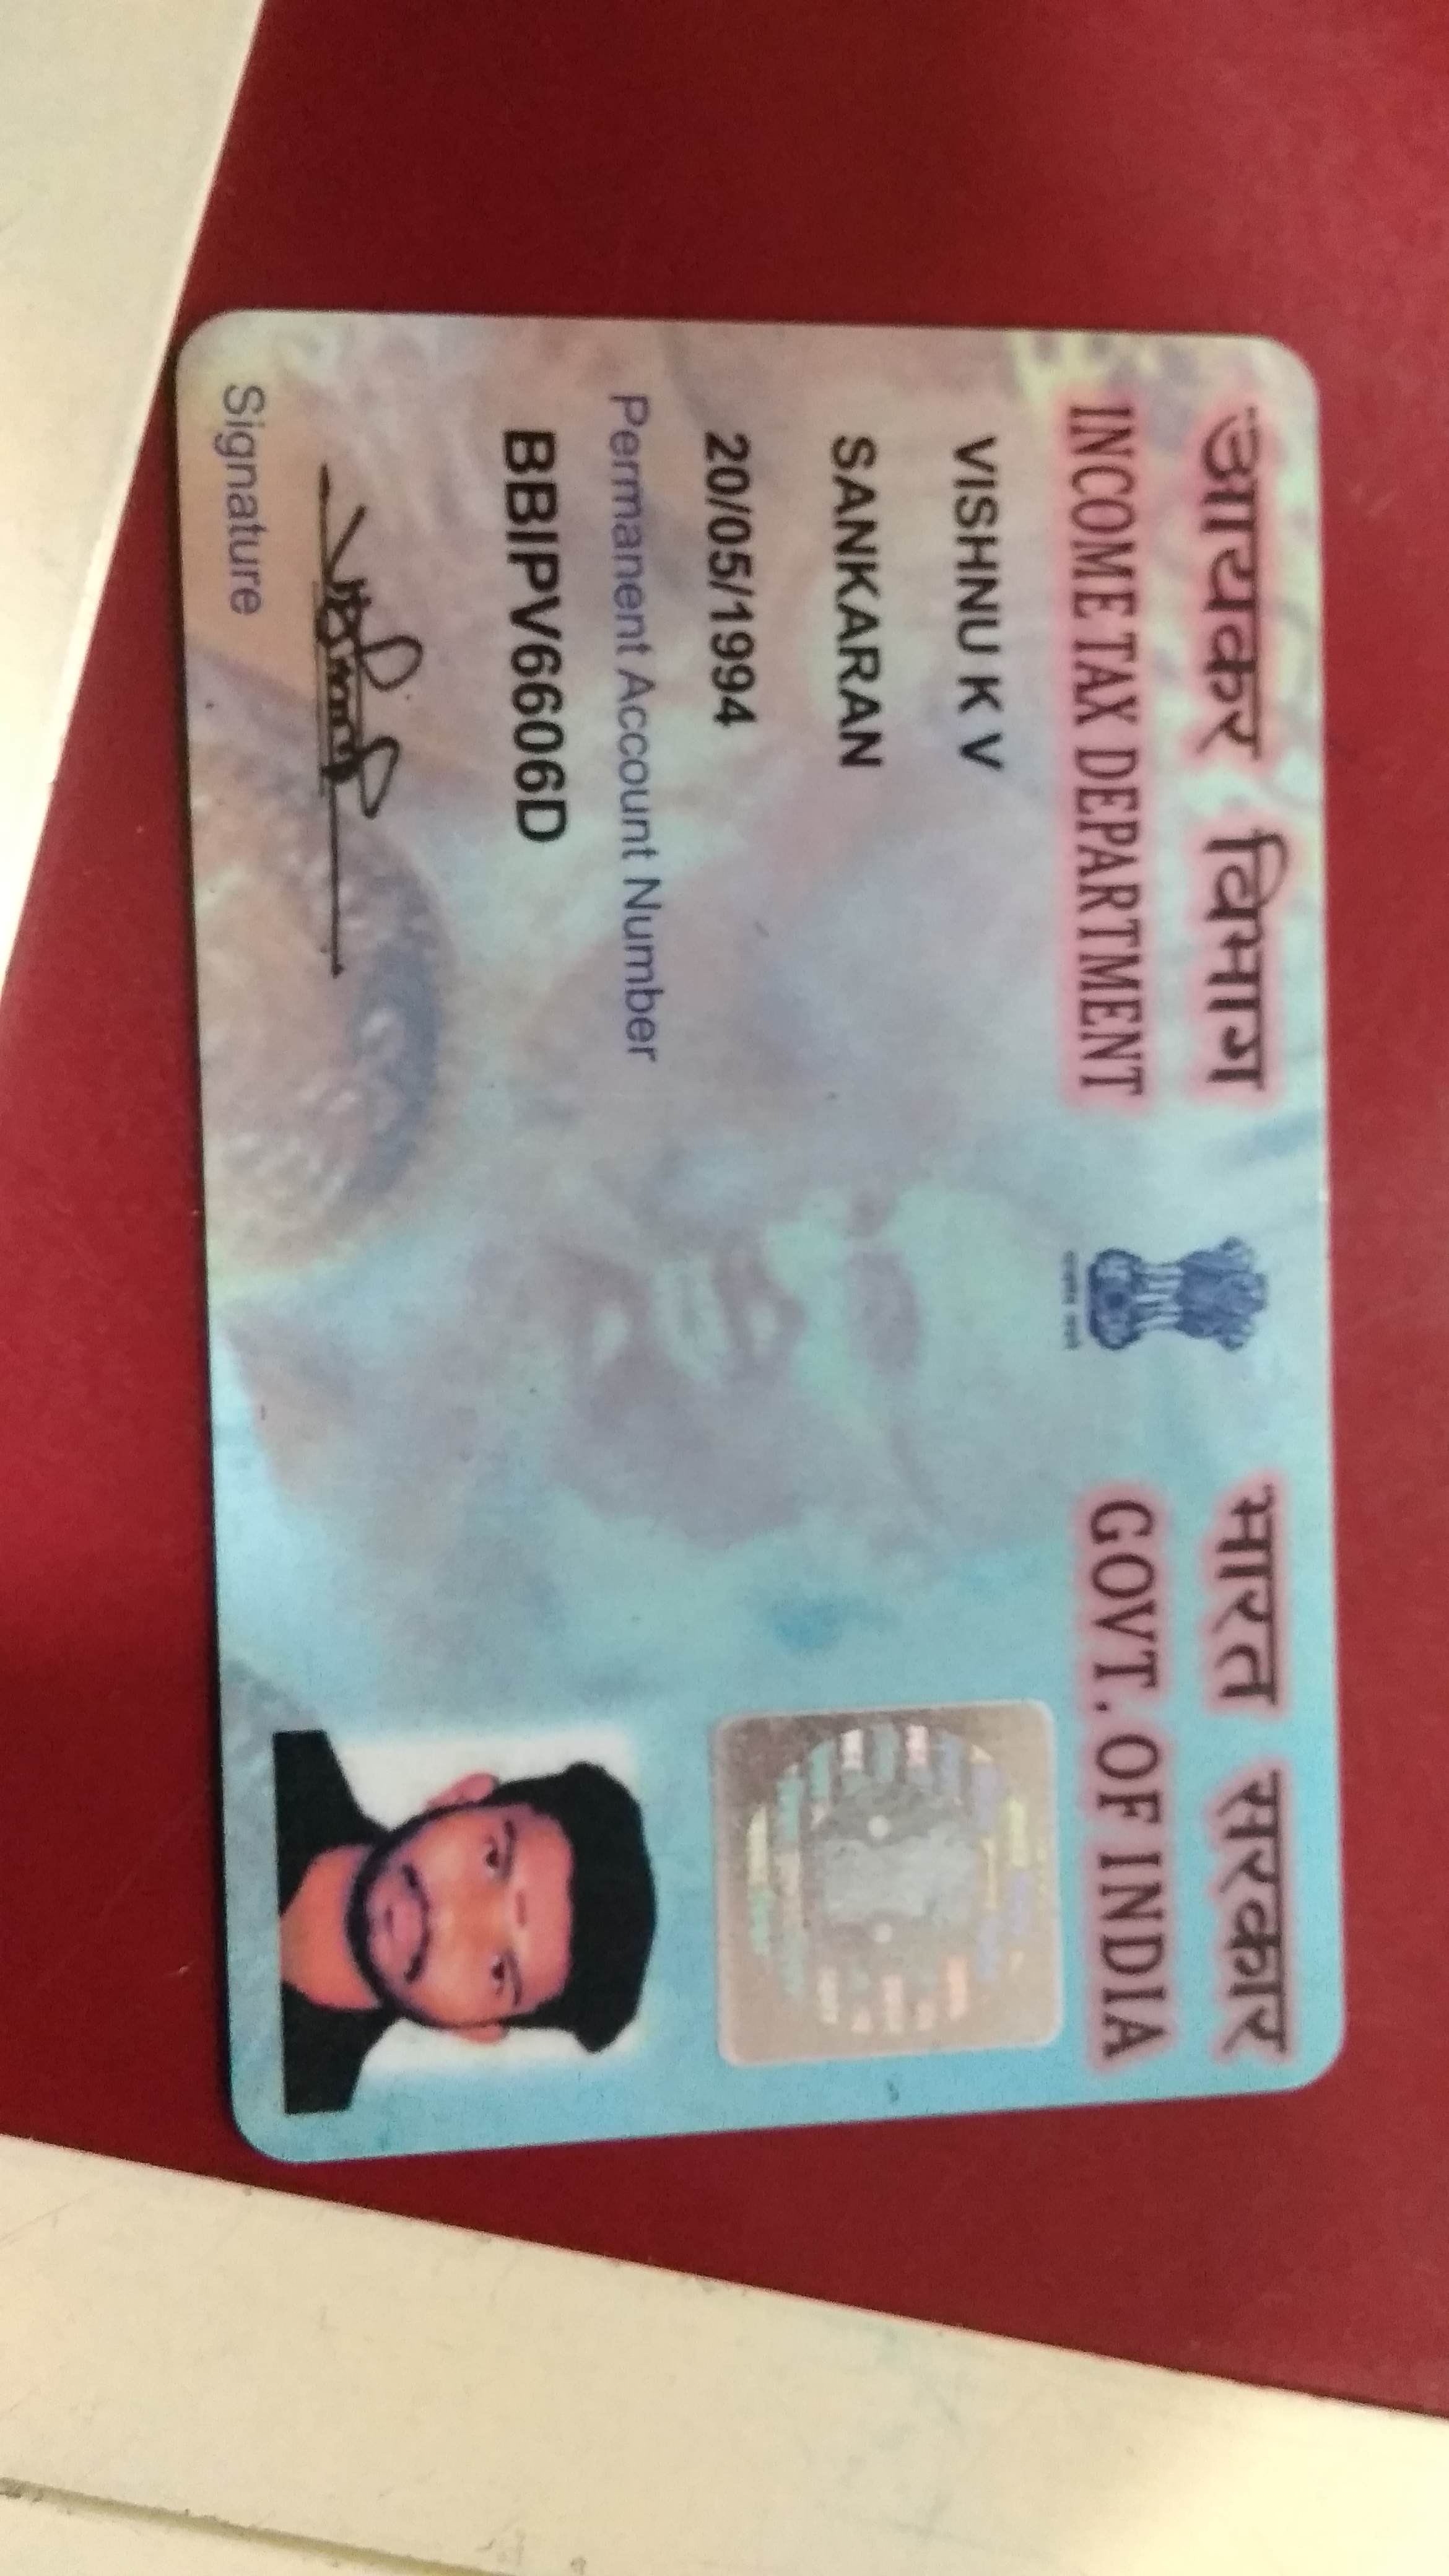 आयकर विभाग
INCOME TAX DEPARTMENT
भारत सरकार
GOVT. OF INDIA
VISHNU K V
SANKARAN
20/05/1994
Permanent Account Number
BBIPV6606D
Signature